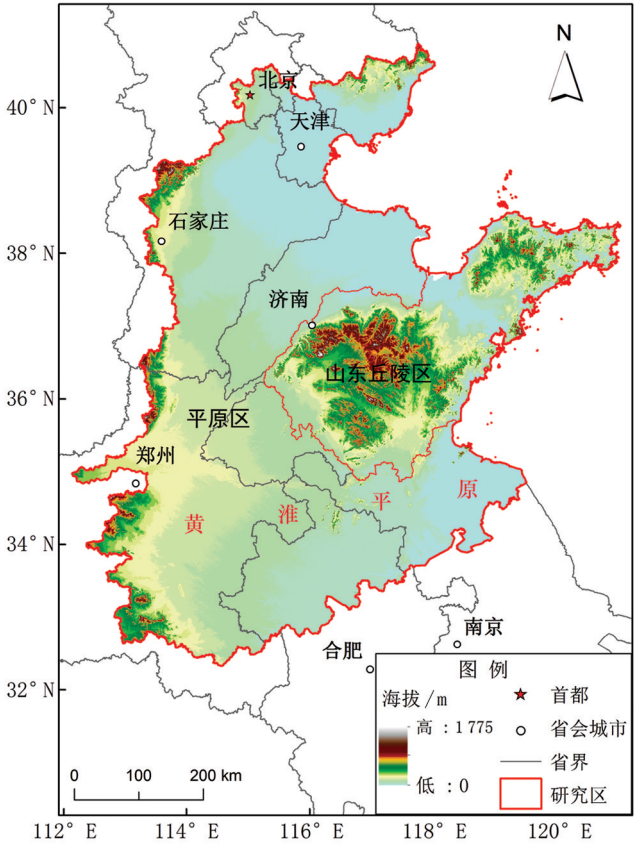 N
40° N
38° N
36° N
34° N
32° N
北京
天津
石家庄
济南
山东丘陵区
平原区
郑州
黄 淮 平 原
南京
合肥
图 例
海拔/m
高 : 1 775
低 : 0
首都
省会城市
省界
研究区
0 100 200 km
112° E 114° E 116° E 118° E 120° E